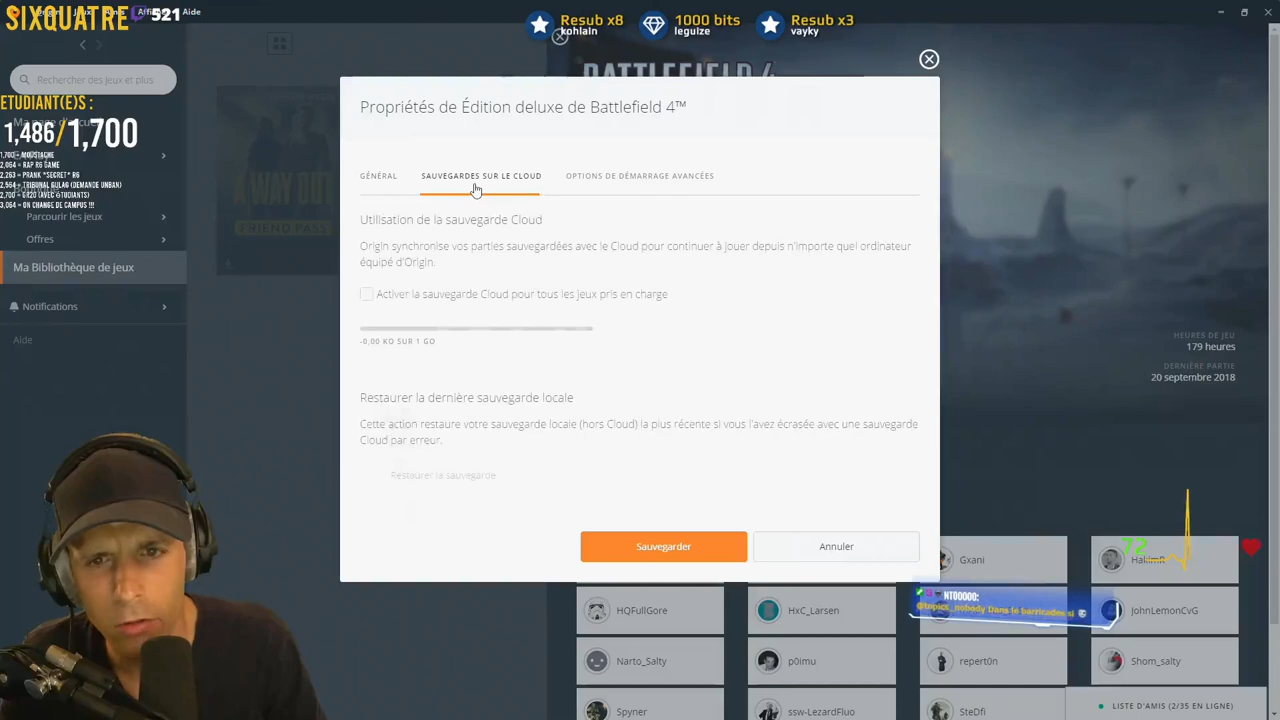 SIXQUATRE
521
Aide
Resub x8
kohlain
1000 bits
leguize
Resub x3
vayky
BATTLEFIELD 4
Rechercher des jeux et plus
ETUDIANT(E)S :
1,486/1,700
1,700 = MOUSTACHE
2,064 = RAP R6 GAME
2,263 = PRANK *SECRET* R6
2,564 = TRIBUNAL GULAG (DEMANDE UNBAN)
3,064 = ON CHANGE DE CAMPUS !!!
Parcourir les jeux
Offres
Ma Bibliothèque de jeux
Notifications
Aide
A WAY OUT
FRIEND PASS
Propriétés de Édition deluxe de Battlefield 4™
GÉNÉRAL
SAUVEGARDES SUR LE CLOUD
OPTIONS DE DÉMARRAGE AVANCÉES
Utilisation de la sauvegarde Cloud
Origin synchronise vos parties sauvegardées avec le Cloud pour continuer à jouer depuis n'importe quel ordinateur
équipé d'Origin.
Activer la sauvegarde Cloud pour tous les jeux pris en charge
-0,00 KO SUR 1 GO
Restaurer la dernière sauvegarde locale
Cette action restaure votre sauvegarde locale (hors Cloud) la plus récente si vous l'avez écrasée avec une sauvegarde
Cloud par erreur.
Restaurer la sauvegarde
Sauvegarder
Annuler
HEURES DE JEU
179 heures
DERNIÈRE PARTIE
20 septembre 2018
72
Gxani
NT00000:
@topics_nobody Dans te barricades si
HQFullGore
HxC_Larsen
JohnLemonCvG
Narto_Salty
p0imu
repert0n
Shom_salty
Spyner
ssw-LezardFluo
SteDfi
LISTE D'AMIS (2/35 EN LIGNE)